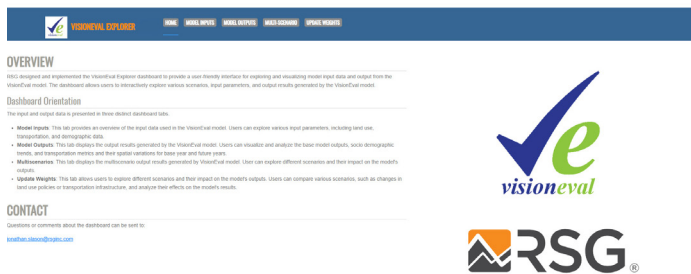 VISIONEVAL EXPLORER
HOME MODEL INPUTS MODEL OUTPUTS MULTI-SCENARIO UPDATE WEIGHTS
OVERVIEW
RSG designed and implemented the VisionEval Explorer dashboard to provide a user-friendly interface for exploring and visualizing model input data and output from the
VisionEval model. The dashboard allows users to interactively explore various scenarios, input parameters, and output results generated by the VisionEval model.
Dashboard Orientation
The input and output data is presented in three distinct dashboard tabs.
• Model Inputs: This tab provides an overview of the input data used in the VisionEval model. Users can explore various input parameters, including land use,
transportation, and demographic data.
• Model Outputs: This tab displays the output results generated by the VisionEval model. Users can visualize and analyze the base model outputs, socio demographic
trends, and transportation metrics and their spatial variations for base year and future years.
• Multiscenarios: This tab displays the multiscenario output results generated by VisionEval model. User can explore different scenarios and their impact on the model's
outputs.
• Update Weights: This tab allows users to explore different scenarios and their impact on the model's outputs. Users can compare various scenarios, such as changes in
land use policies or transportation infrastructure, and analyze their effects on the model's results.
CONTACT
Questions or comments about the dashboard can be sent to:
visioneval
RSG®